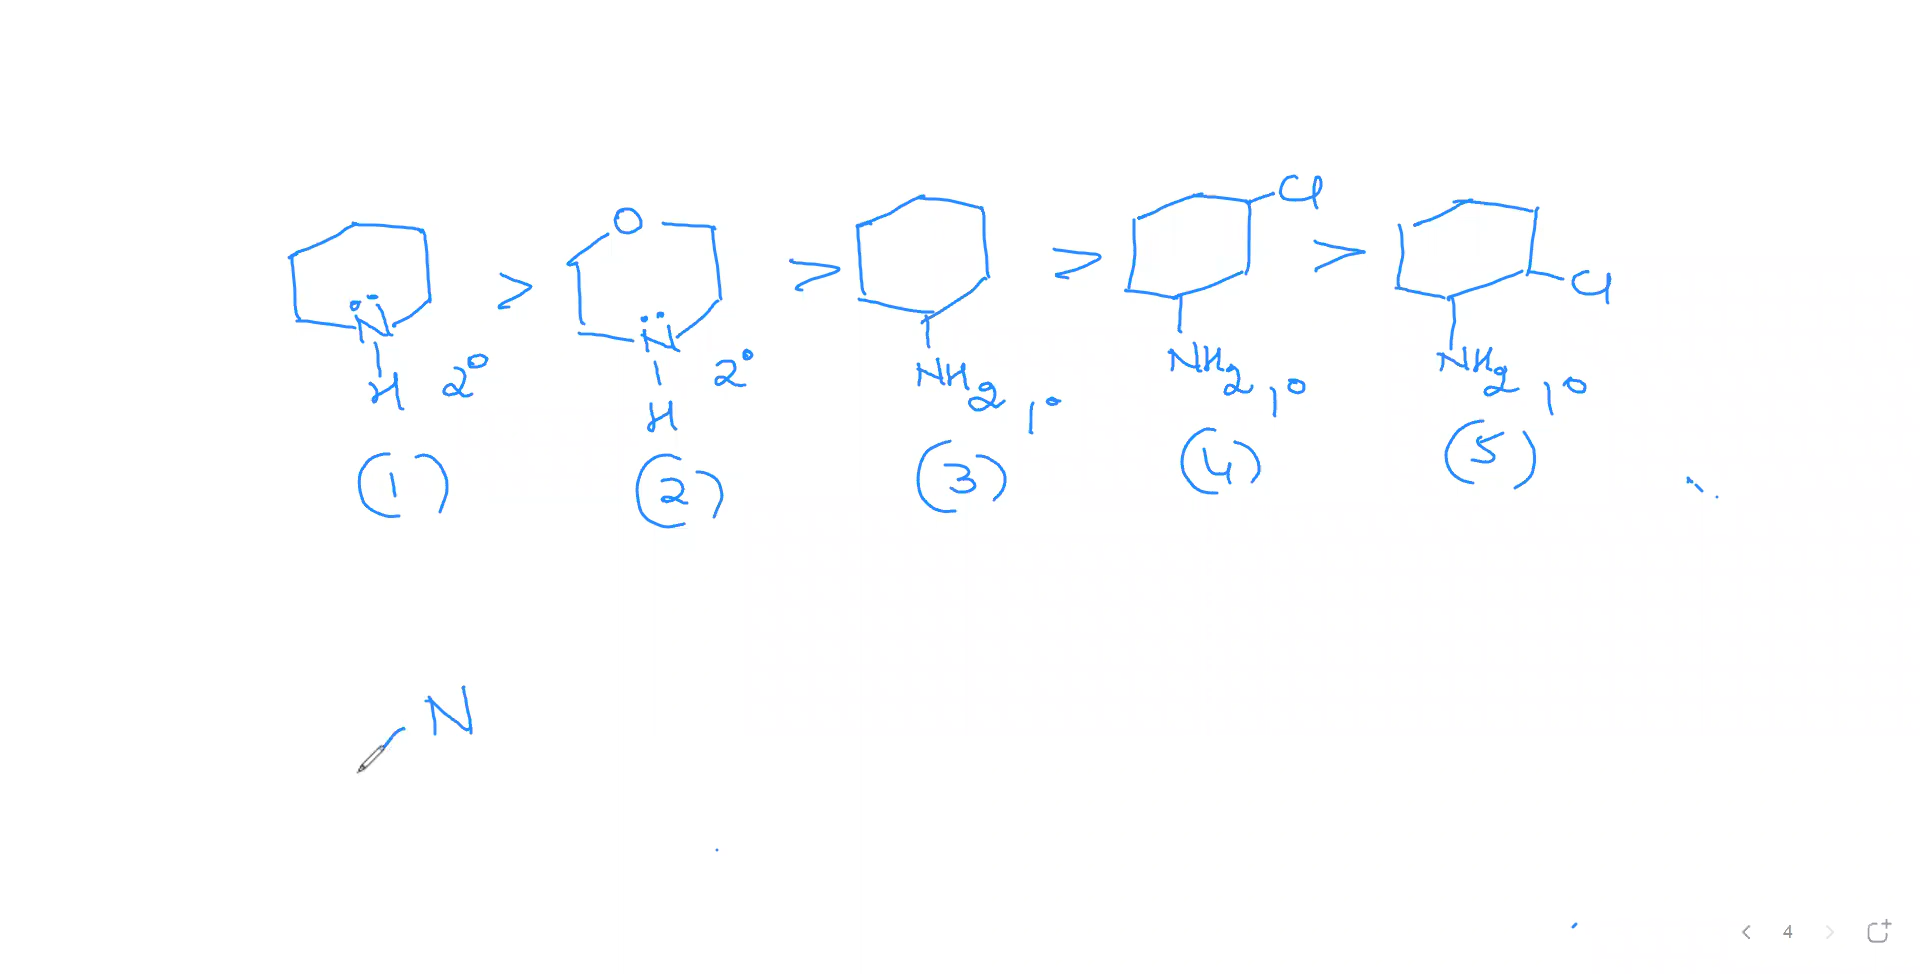 Cl
O
> > > >
Cl
N
N
H 2° 2° NH2, 1° NH2, 1° NH2, 1°
H
(1) (2) (3) (4) (5)
N
4